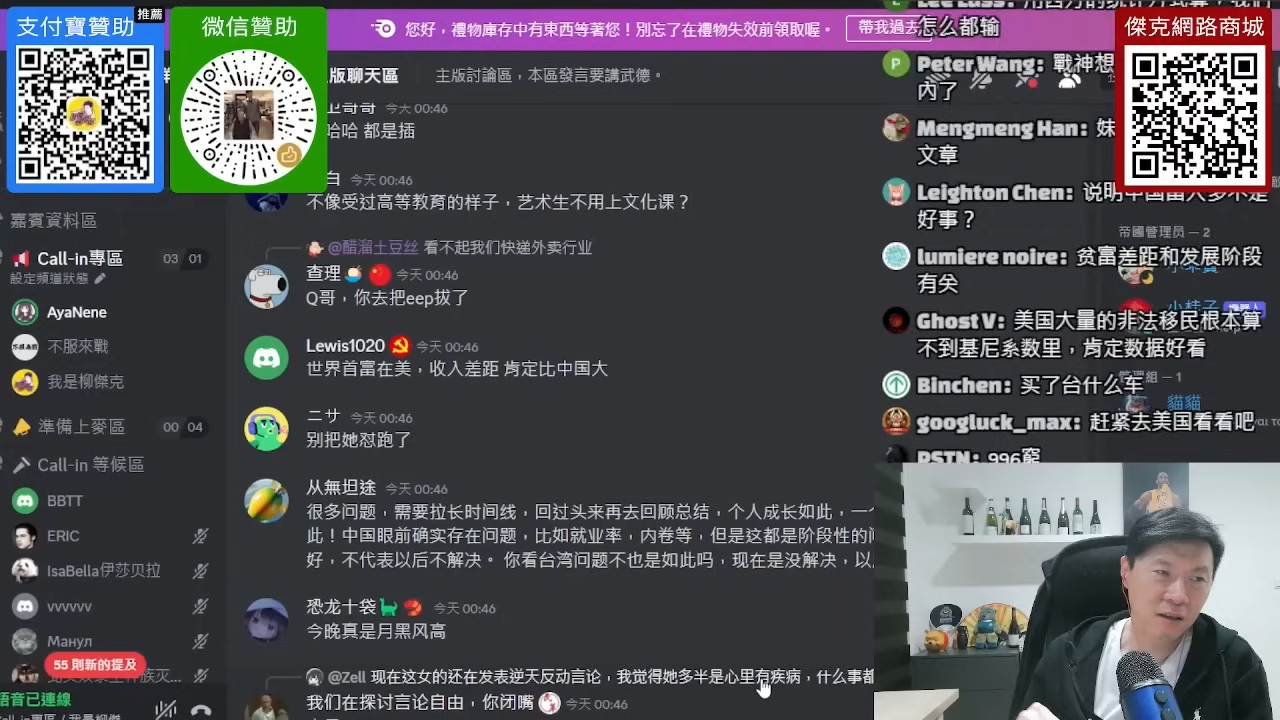 支付寶贊助
推薦
微信贊助
您好，禮物庫存中有東西等著您！別忘了在禮物失效前領取喔。
帶我過去
傑克網路商城
版聊天區
主版討論區，本區發言要講武德。
嘉賓資料區
Call-in專區
03 01
設定頻道狀態
AyaNene
不服來戰
我是柳傑克
準備上麥區
00 04
Call-in 等候區
BBTT
ERIC
IsaBella伊莎贝拉
vvvvvv
Манул
55 則新的提及
語音已連線
哥哥 今天 00:46
哈哈 都是插
白 今天 00:46
不像受过高等教育的样子，艺术生不用上文化课？
@醋溜土豆丝 看不起我们快递外卖行业
查理 今天 00:46
Q哥，你去把eep拔了
Lewis1020 今天 00:46
世界首富在美，收入差距 肯定比中国大
ニサ 今天 00:46
别把她怼跑了
从無坦途 今天 00:46
很多问题，需要拉长时间线，回过头来再去回顾总结，个人成长如此，一
此！中国眼前确实存在问题，比如就业率，内卷等，但是这都是阶段性的
好，不代表以后不解决。 你看台湾问题不也是如此吗，现在是没解决，以
恐龙十袋 今天 00:46
今晚真是月黑风高
@Zell 现在这女的还在发表逆天反动言论，我觉得她多半是心里有疾病，什么事都
我们在探讨言论自由，你闭嘴 今天 00:46
怎么都输
Peter Wang: 戰神想
內了
Mengmeng Han: 妹
文章
Leighton Chen: 说明中国富人多不是
好事？
帝國管理员 — 2
lumiere noire: 贫富差距和发展阶段
有关
小桂子
Ghost V: 美国大量的非法移民根本算
不到基尼系数里，肯定数据好看
管理組 — 1
Binchen: 买了台什么车
貓貓
googluck_max: 赶紧去美国看看吧
PSTN: 996窮